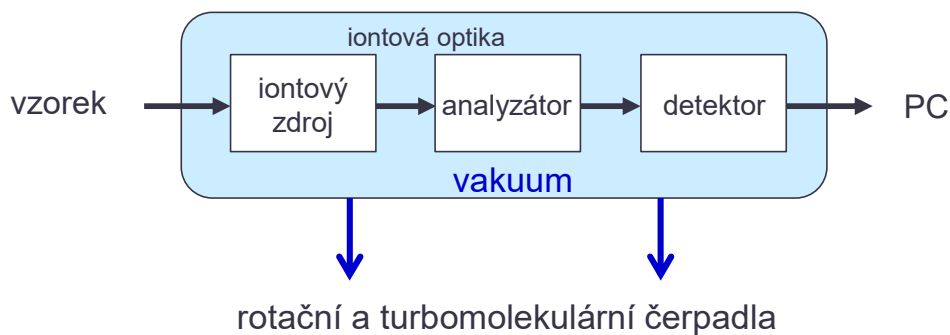 iontová optika
vzorek
iontový
zdroj
analyzátor
detektor
PC
vakuum
rotační a turbomolekulární čerpadla